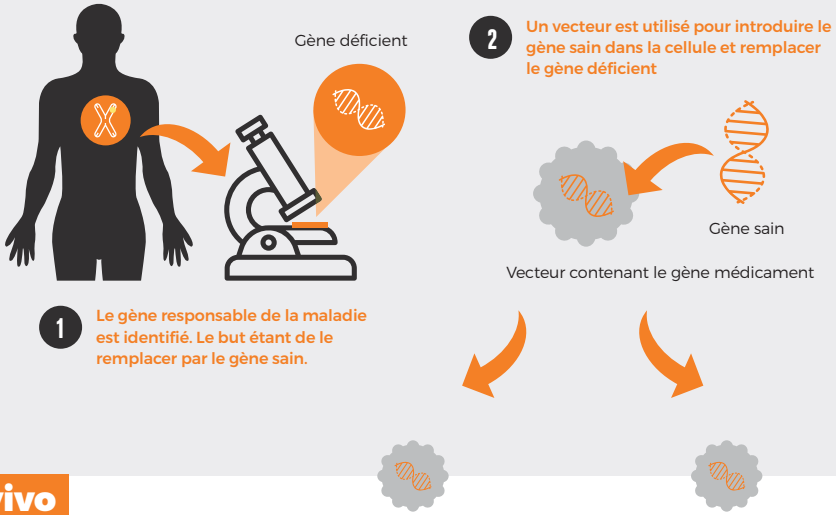 Gène déficient
1
Le gène responsable de la maladie
est identifié. Le but étant de le
remplacer par le gène sain.
2
Un vecteur est utilisé pour introduire le
gène sain dans la cellule et remplacer
le gène déficient
Gène sain
Vecteur contenant le gène médicament
vivo